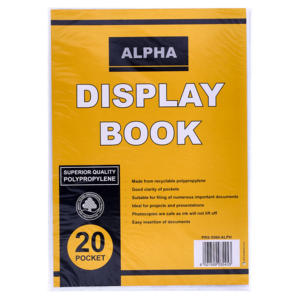 ALPHA
DISPLAY
BOOK
SUPERIOR QUALITY
POLYPROPYLENE
Made from recyclable polypropylene
Good clarity of pockets
Suitable for filing of numerous important documents
Ideal for projects and presentations
Photocopies are safe as ink will not lift off
Easy insertion of documents
20
POCKET